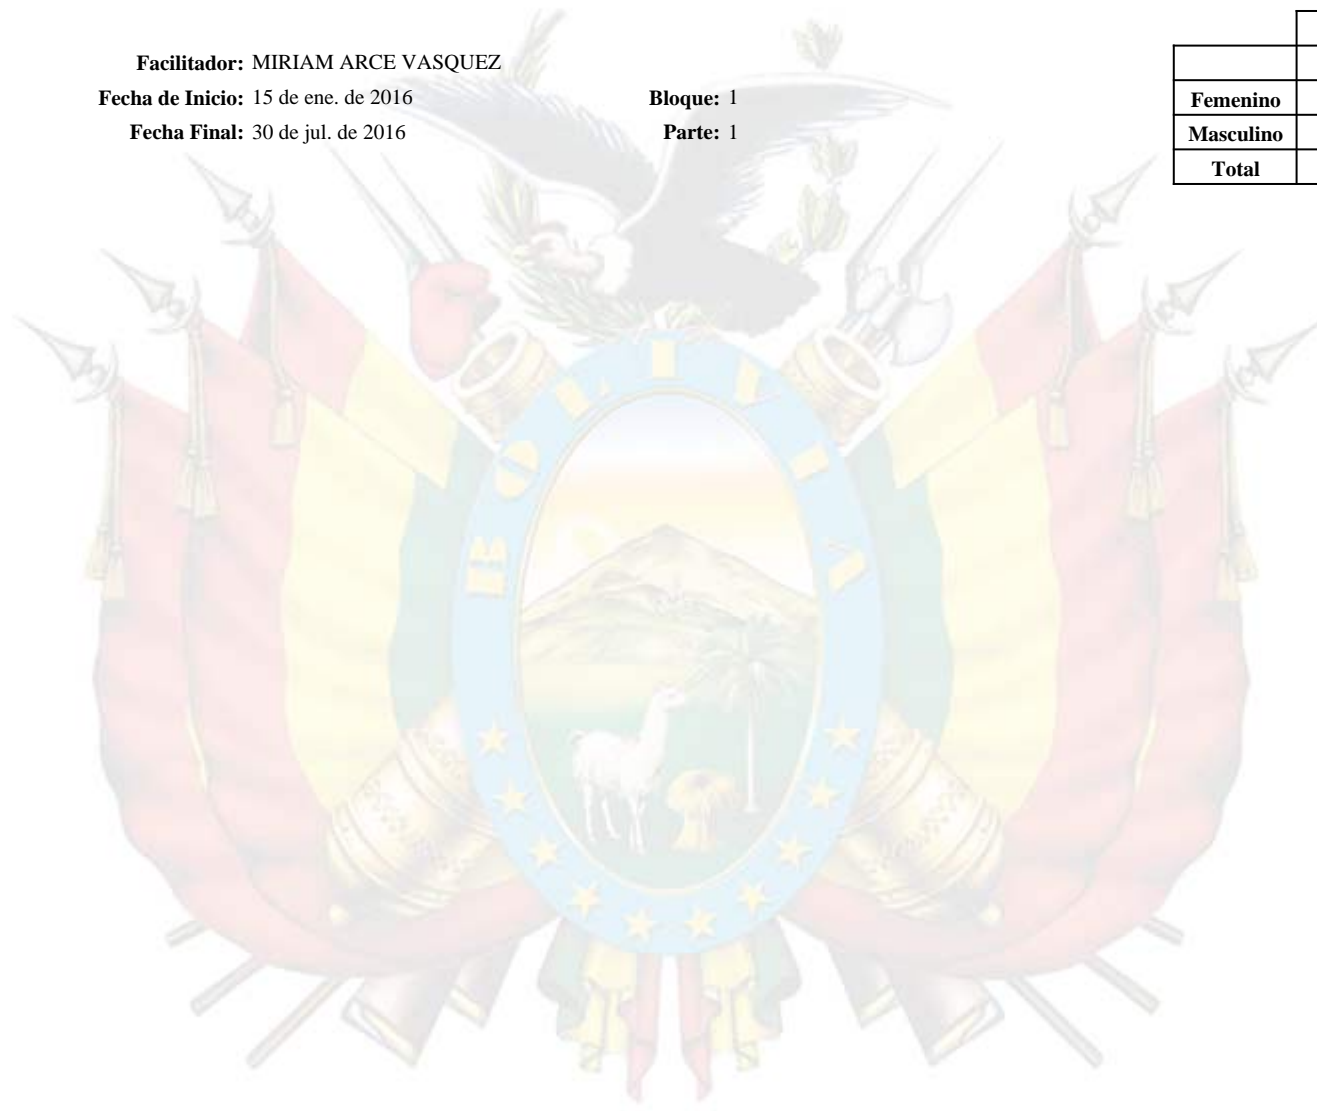 Facilitador: MIRIAM ARCE VASQUEZ
Fecha de Inicio: 15 de ene. de 2016 Bloque: 1
Femenino
Fecha Final: 30 de jul. de 2016 Parte: 1
Masculino
Total
BOLIVIA